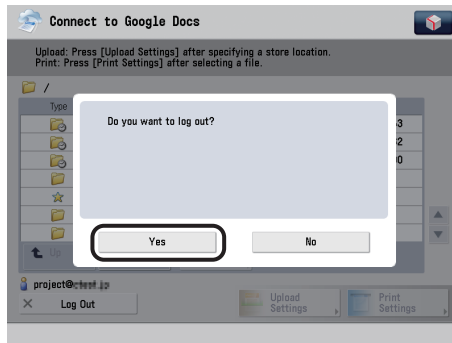 Connect to Google Docs
Upload: Press [Upload Settings] after specifying a store location.
Print: Press [Print Settings] after selecting a file.
/
Type
3
2
0
Do you want to log out?
Yes
No
Up
project@
Log Out
Upload
Settings
Print
Settings